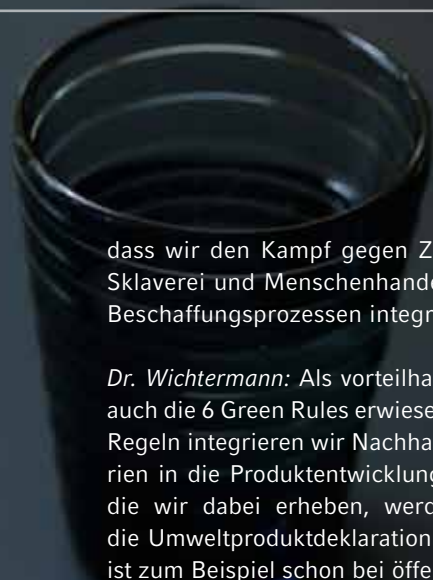 dass wir den Kampf gegen Z
Sklaverei und Menschenhande
Beschaffungsprozessen integr
Dr. Wichtermann: Als vorteilha
auch die 6 Green Rules erwiese
Regeln integrieren wir Nachha
rien in die Produktentwicklung
die wir dabei erheben, werd
die Umweltproduktdeklaration
ist zum Beispiel schon bei öffe